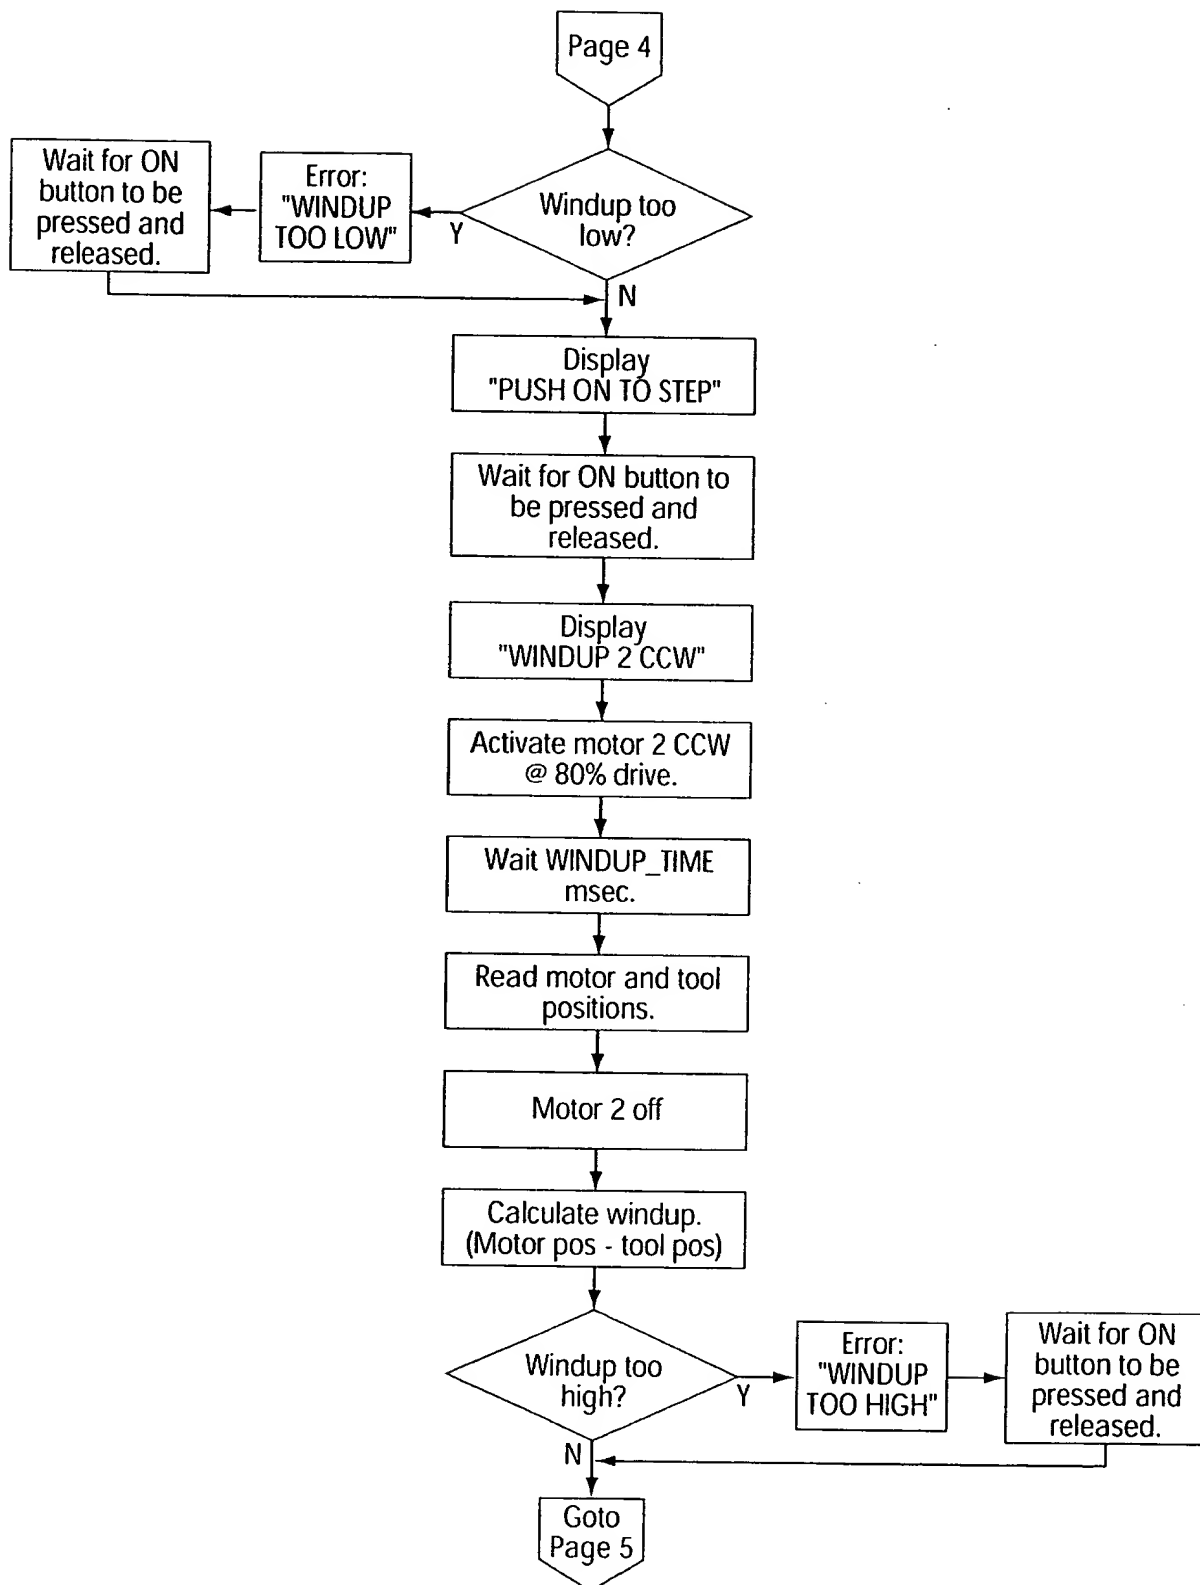 Page 4
Windup too
low?
Y
Error:
"WINDUP
TOO LOW"
Wait for ON
button to be
pressed and
released.
N
Display
"PUSH ON TO STEP"
Wait for ON button to
be pressed and
released.
Display
"WINDUP 2 CCW"
Activate motor 2 CCW
@ 80% drive.
Wait WINDUP_TIME
msec.
Read motor and tool
positions.
Motor 2 off
Calculate windup.
(Motor pos - tool pos)
Windup too
high?
Y
Error:
"WINDUP
TOO HIGH"
Wait for ON
button to be
pressed and
released.
N
Goto
Page 5